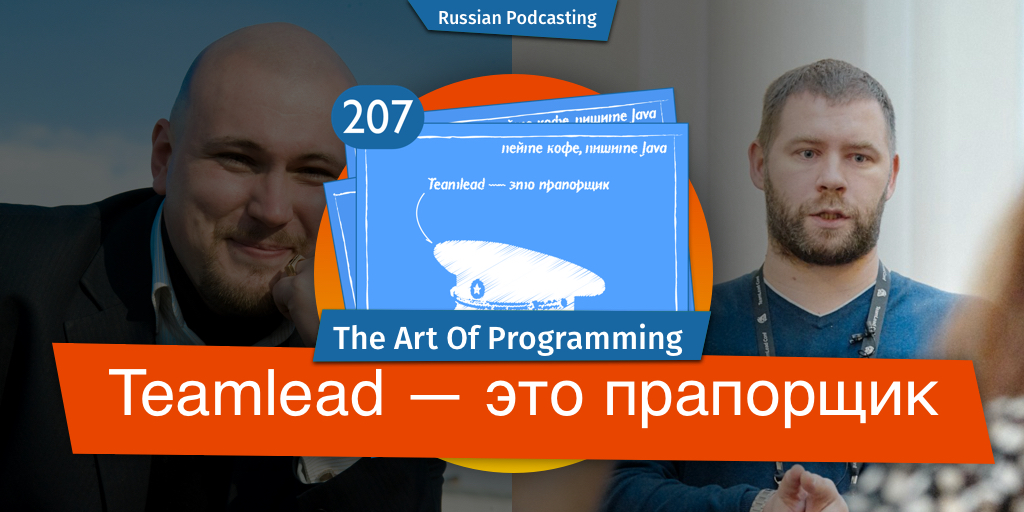 Russian Podcasting
207
кофе, пишите Java
пейте кофе, пишите Java
Teamlead — это прапорщик
The Art Of Programming
Teamlead — это прапорщик